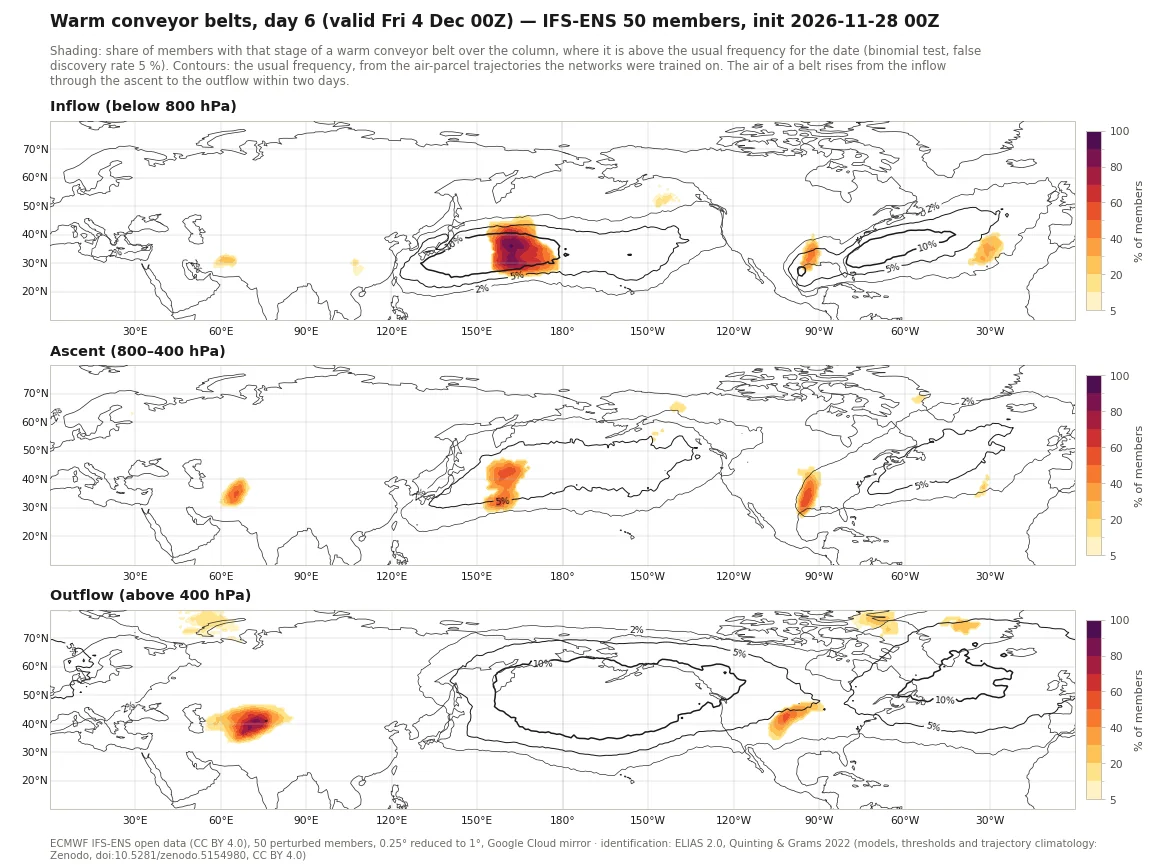 Warm conveyor belts, day 6 (valid Fri 4 Dec 00Z) — IFS-ENS 50 members, init 2026-11-28 00Z
Shading: share of members with that stage of a warm conveyor belt over the column, where it is above the usual frequency for the date (binomial test, false
discovery rate 5 %). Contours: the usual frequency, from the air-parcel trajectories the networks were trained on. The air of a belt rises from the inflow
through the ascent to the outflow within two days.
Inflow (below 800 hPa)
70°N
60°N
50°N
40°N
30°N
20°N
2%
2%
5%
2%
5%
10%
100
80
60
40
20
5
% of members
30°E 60°E 90°E 120°E 150°E 180° 150°W 120°W 90°W 60°W 30°W
Ascent (800–400 hPa)
70°N
60°N
50°N
40°N
30°N
20°N
2%
5%
5%
2%
100
80
60
40
20
5
% of members
30°E 60°E 90°E 120°E 150°E 180° 150°W 120°W 90°W 60°W 30°W
Outflow (above 400 hPa)
70°N
60°N
50°N
40°N
30°N
20°N
2%
5%
10%
10%
5%
100
80
60
40
20
5
% of members
30°E 60°E 90°E 120°E 150°E 180° 150°W 120°W 90°W 60°W 30°W
ECMWF IFS-ENS open data (CC BY 4.0), 50 perturbed members, 0.25° reduced to 1°, Google Cloud mirror · identification: ELIAS 2.0, Quinting & Grams 2022 (models, thresholds and trajectory climatology:
Zenodo, doi:10.5281/zenodo.5154980, CC BY 4.0)